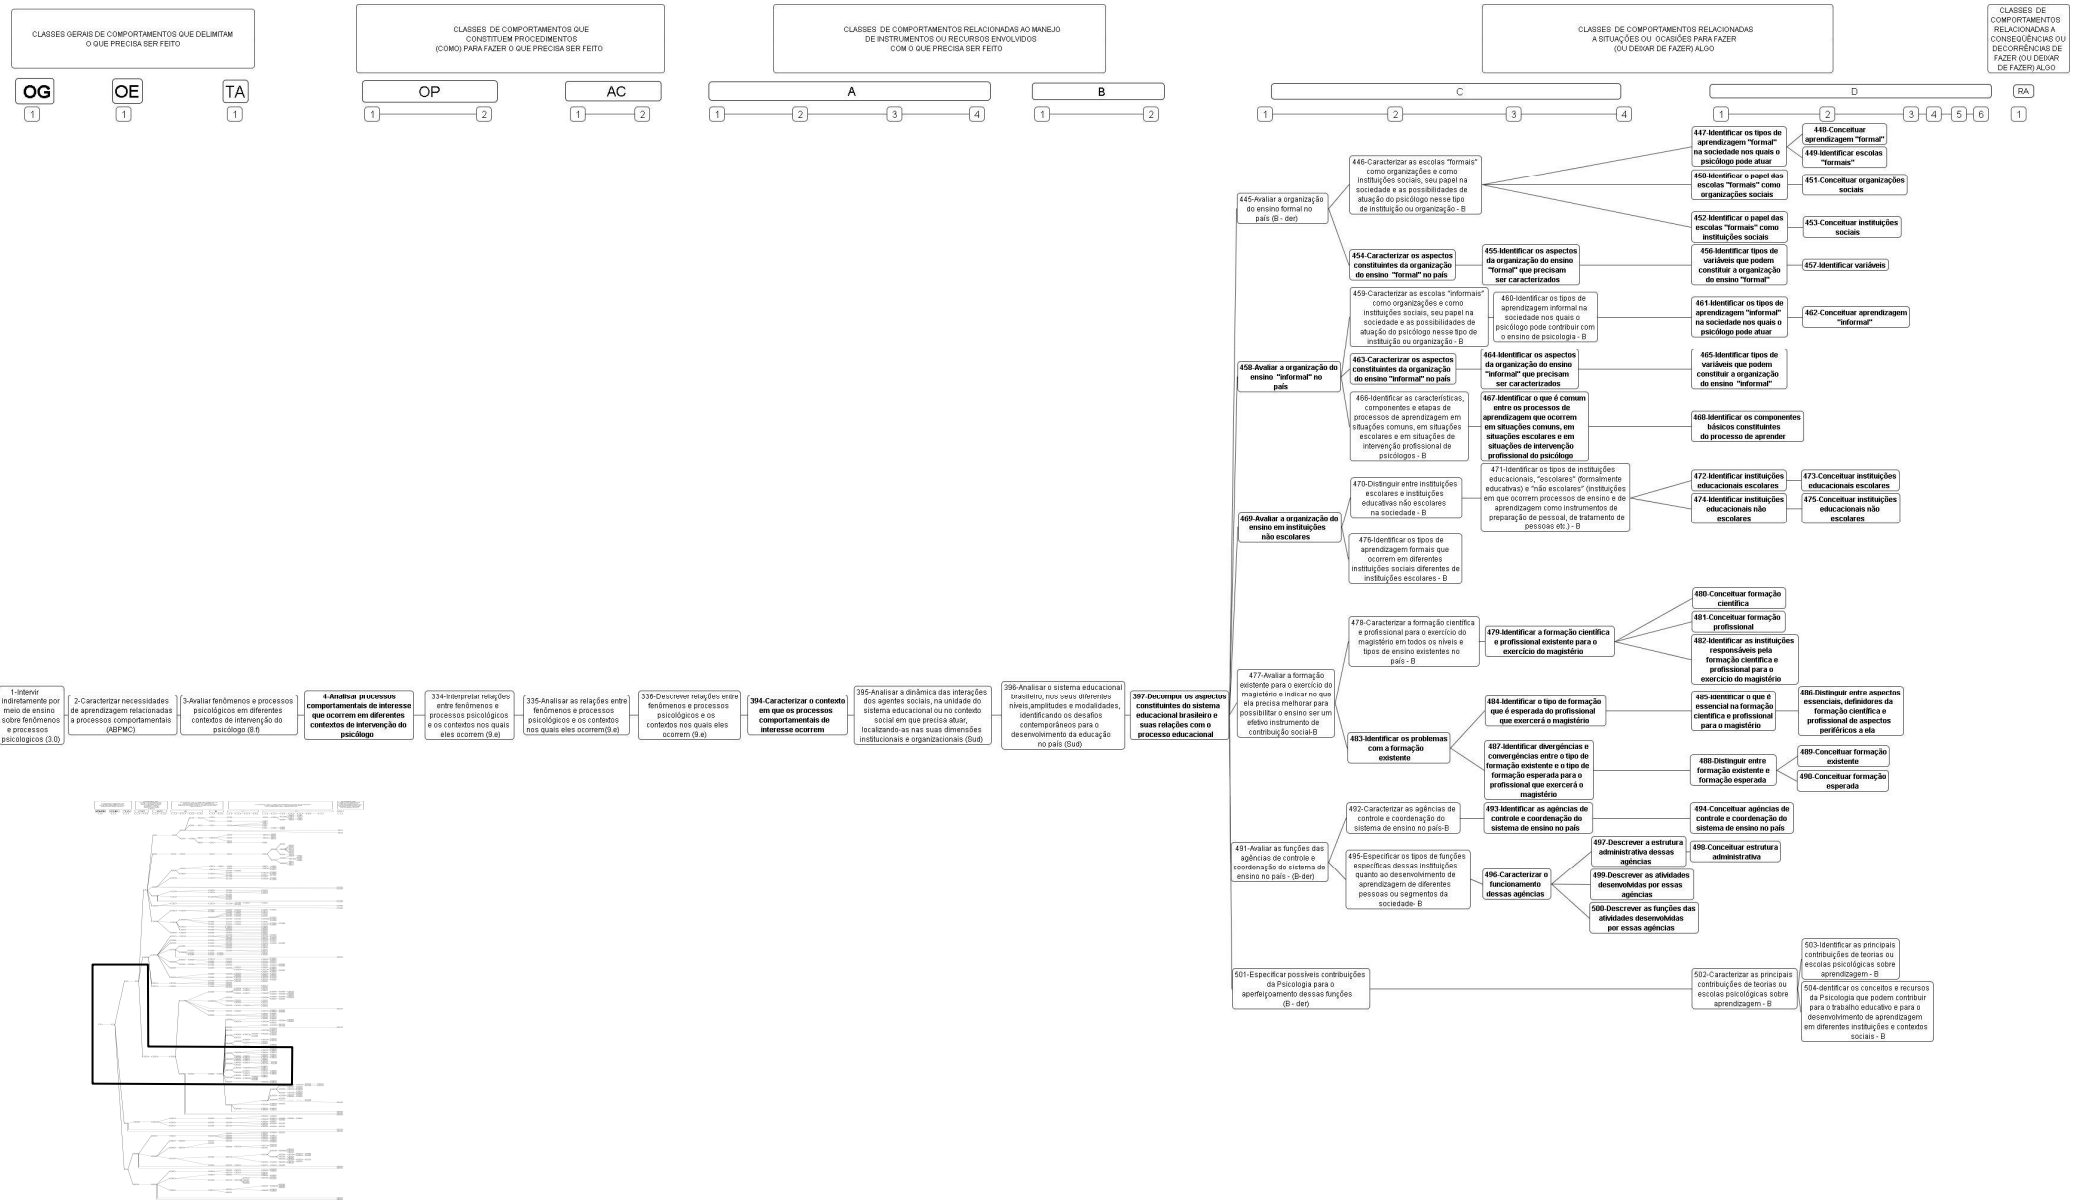 CLASSES GERAIS DE COMPORTAMENTOS QUE DELIMITAM
O QUE PRECISA SER FEITO
CLASSES DE COMPORTAMENTOS QUE
CONSTITUEM PROCEDIMENTOS
(COMO) PARA FAZER O QUE PRECISA SER FEITO
CLASSES DE COMPORTAMENTOS RELACIONADAS AO MANEJO
DE INSTRUMENTOS OU RECURSOS ENVOLVIDOS
COM O QUE PRECISA SER FEITO
CLASSES DE COMPORTAMENTOS RELACIONADAS
A SITUAÇÕES OU OCASIÕES PARA FAZER
(OU DEIXAR DE FAZER) ALGO
CLASSES DE
COMPORTAMENTOS
RELACIONADAS A
CONSEQÜÊNCIAS OU
DECORRÊNCIAS DE
FAZER (OU DEIXAR
DE FAZER) ALGO
OG
OE
TA
OP
AC
A
B
C
D
RA
1
1
1
1 2
1 2
1 2 3 4
1 2
1 2 3 4
1 2 3 4 5 6
1
1-Intervir
indiretamente por
meio de ensino
sobre fenômenos
e processos
psicologicos (3.0)
2-Caracterizar necessidades
de aprendizagem relacionadas
a processos comportamentais
(ABPMC)
3-Avaliar fenômenos e processos
psicológicos em diferentes
contextos de intervenção do
psicólogo (8.f)
4-Analisar processos
comportamentais de interesse
que ocorrem em diferentes
contextos de intervenção do
psicólogo
334-Interpretar relações
entre fenômenos e
processos psicológicos
e os contextos nos quais
eles ocorrem (9.e)
335-Analisar as relações entre
fenômenos e processos
psicológicos e os contextos
nos quais eles ocorrem(9.e)
336-Descrever relações entre
fenômenos e processos
psicológicos e os
contextos nos quais eles
ocorrem (9.e)
394-Caracterizar o contexto
em que os processos
comportamentais de
interesse ocorrem
395-Analisar a dinâmica das interações
dos agentes sociais, na unidade do
sistema educacional ou no contexto
social em que precisa atuar,
localizando-as nas suas dimensões
institucionais e organizacionais (Sud)
396-Analisar o sistema educacional
brasileiro, nos seus diferentes
níveis,amplitudes e modalidades,
identificando os desafios
contemporâneos para o
desenvolvimento da educação
no país (Sud)
397-Decompor os aspectos
constituintes do sistema
educacional brasileiro e
suas relações com o
processo educacional
445-Avaliar a organização
do ensino formal no
país (B - der)
446-Caracterizar as escolas "formais"
como organizações e como
instituições sociais, seu papel na
sociedade e as possibilidades de
atuação do psicólogo nesse tipo
de instituição ou organização - B
447-Identificar os tipos de
aprendizagem "formal"
na sociedade nos quais o
psicólogo pode atuar
448-Conceituar
aprendizagem "formal"
449-Identificar escolas
"formais"
450-Identificar o papel das
escolas "formais" como
organizações sociais
451-Conceituar organizações
sociais
452-Identificar o papel das
escolas "formais" como
instituições sociais
453-Conceituar instituições
sociais
454-Caracterizar os aspectos
constituintes da organização
do ensino "formal" no país
455-Identificar os aspectos
da organização do ensino
"formal" que precisam
ser caracterizados
456-Identificar tipos de
variáveis que podem
constituir a organização
do ensino "formal"
457-Identificar variáveis
458-Avaliar a organização do
ensino "informal" no
país
459-Caracterizar as escolas "informais"
como organizações e como
instituições sociais, seu papel na
sociedade e as possibilidades de
atuação do psicólogo nesse tipo de
instituição ou organização - B
460-Identificar os tipos de
aprendizagem informal na
sociedade nos quais o
psicólogo pode contribuir com
o ensino de psicologia - B
461-Identificar os tipos de
aprendizagem "informal"
na sociedade nos quais o
psicólogo pode atuar
462-Conceituar aprendizagem
"informal"
463-Caracterizar os aspectos
constituintes da organização
do ensino "informal" no país
464-Identificar os aspectos
da organização do ensino
"informal" que precisam
ser caracterizados
465-Identificar tipos de
variáveis que podem
constituir a organização
do ensino "informal"
466-Identificar as características,
componentes e etapas de
processos de aprendizagem em
situações comuns, em situações
escolares e em situações de
intervenção profissional de
psicólogos - B
467-Identificar o que é comum
entre os processos de
aprendizagem que ocorrem
em situações comuns, em
situações escolares e em
situações de intervenção
profissional do psicólogo
468-Identificar os componentes
básicos constituintes
do processo de aprender
469-Avaliar a organização do
ensino em instituições
não escolares
470-Distinguir entre instituições
escolares e instituições
educativas não escolares
na sociedade - B
471-Identificar os tipos de instituições
educacionais, "escolares" (formalmente
educativas) e "não escolares" (instituições
em que ocorrem processos de ensino e de
aprendizagem como instrumentos de
preparação de pessoal, de tratamento de
pessoas etc.) - B
472-Identificar instituições
educacionais escolares
473-Conceituar instituições
educacionais escolares
474-Identificar instituições
educacionais não
escolares
475-Conceituar instituições
educacionais não
escolares
476-Identificar os tipos de
aprendizagem formais que
ocorrem em diferentes
instituições sociais diferentes de
instituições escolares - B
477-Avaliar a formação
existente para o exercício do
magistério e indicar no que
ela precisa melhorar para
possibilitar o ensino ser um
efetivo instrumento de
contribuição social-B
478-Caracterizar a formação científica
e profissional para o exercício do
magistério em todos os níveis e
tipos de ensino existentes no
país - B
479-Identificar a formação científica
e profissional existente para o
exercício do magistério
480-Conceituar formação
científica
481-Conceituar formação
profissional
482-Identificar as instituições
responsáveis pela
formação científica e
profissional para o
exercicio do magistério
483-Identificar os problemas
com a formação
existente
484-Identificar o tipo de formação
que é esperada do profissional
que exercerá o magistério
485-Identificar o que é
essencial na formação
científica e profissional
para o magistério
486-Distinguir entre aspectos
essenciais, definidores da
formação científica e
profissional de aspectos
periféricos a ela
487-Identificar divergências e
convergências entre o tipo de
formação existente e o tipo de
formação esperada para o
profissional que exercerá o
magistério
488-Distinguir entre
formação existente e
formação esperada
489-Conceituar formação
existente
490-Conceituar formação
esperada
491-Avaliar as funções das
agências de controle e
coordenação do sistema de
ensino no país - (B-der)
492-Caracterizar as agências de
controle e coordenação do
sistema de ensino no país-B
493-Identificar as agências de
controle e coordenação do
sistema de ensino no país
494-Conceituar agências de
controle e coordenação do
sistema de ensino no país
495-Especificar os tipos de funções
específicas dessas instituições
quanto ao desenvolvimento de
aprendizagem de diferentes
pessoas ou segmentos da
sociedade- B
496-Caracterizar o
funcionamento
dessas agências
497-Descrever a estrutura
administrativa dessas
agências
498-Conceituar estrutura
administrativa
499-Descrever as atividades
desenvolvidas por essas
agências
500-Descrever as funções das
atividades desenvolvidas
por essas agências
501-Especificar possíveis contribuições
da Psicologia para o
aperfeiçoamento dessas funções
(B - der)
502-Caracterizar as principais
contribuições de teorias ou
escolas psicológicas sobre
aprendizagem - B
503-Identificar as principais
contribuições de teorias ou
escolas psicológicas sobre
aprendizagem - B
504-dentificar os conceitos e recursos
da Psicologia que podem contribuir
para o trabalho educativo e para o
desenvolvimento de aprendizagem
em diferentes instituições e contextos
sociais - B